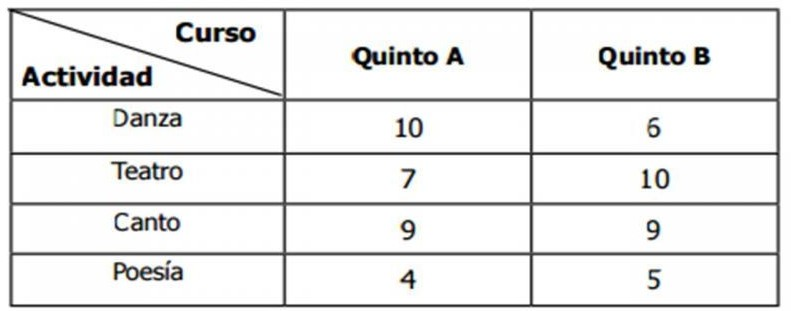 Curso
Actividad Quinto A Quinto B
Danza 10 6
Teatro 7 10
Canto 9 9
Poesía 4 5